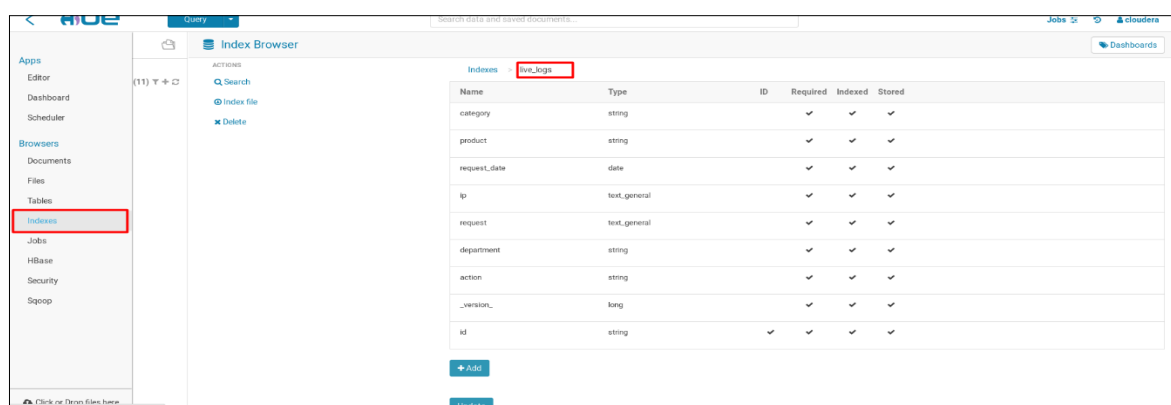 HUE
Query
Search data and saved documents...
Jobs
cloudera
Apps
Editor
Dashboard
Scheduler
Browsers
Documents
Files
Tables
Indexes
Jobs
HBase
Security
Sqoop
Click or Drop files here
(11)
Index Browser
Dashboards
ACTIONS
Search
Index file
Delete
Indexes > live_logs
Name Type ID Required Indexed Stored
category string
product string
request_date date
ip text_general
request text_general
department string
action string
_version_ long
id string
+ Add
Update